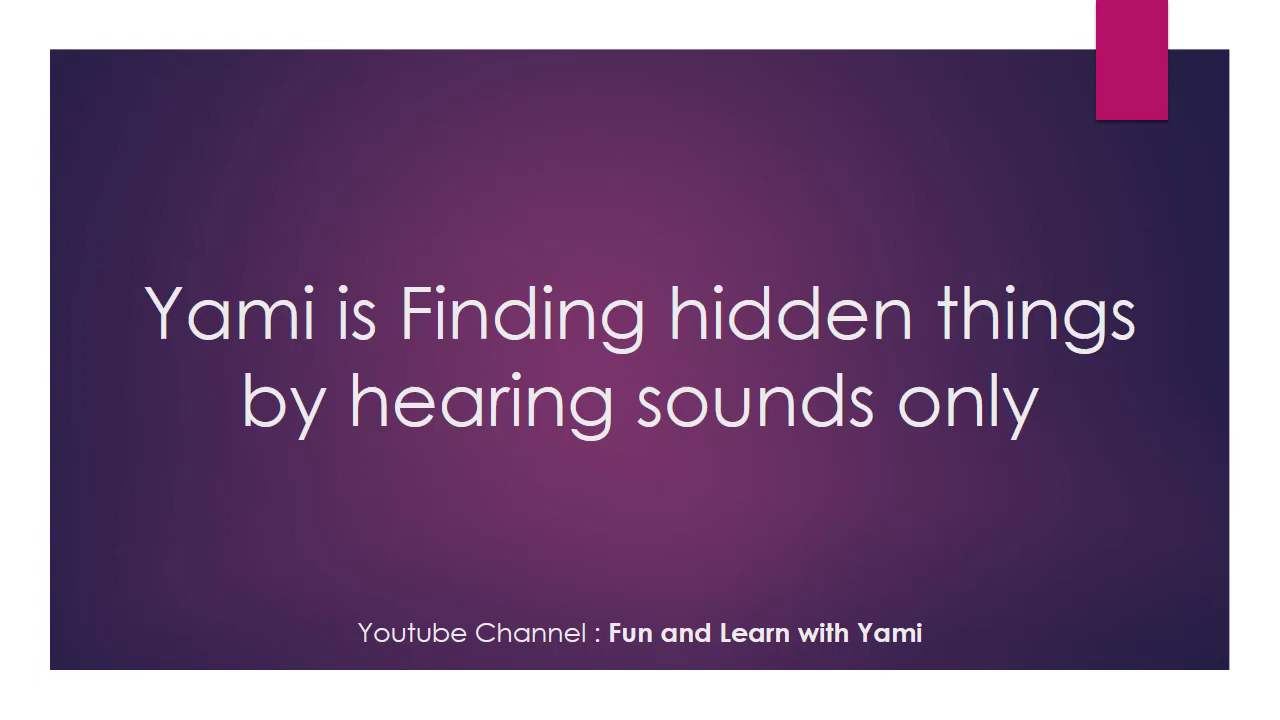 Yami is Finding hidden things
by hearing sounds only
Youtube Channel : Fun and Learn with Yami